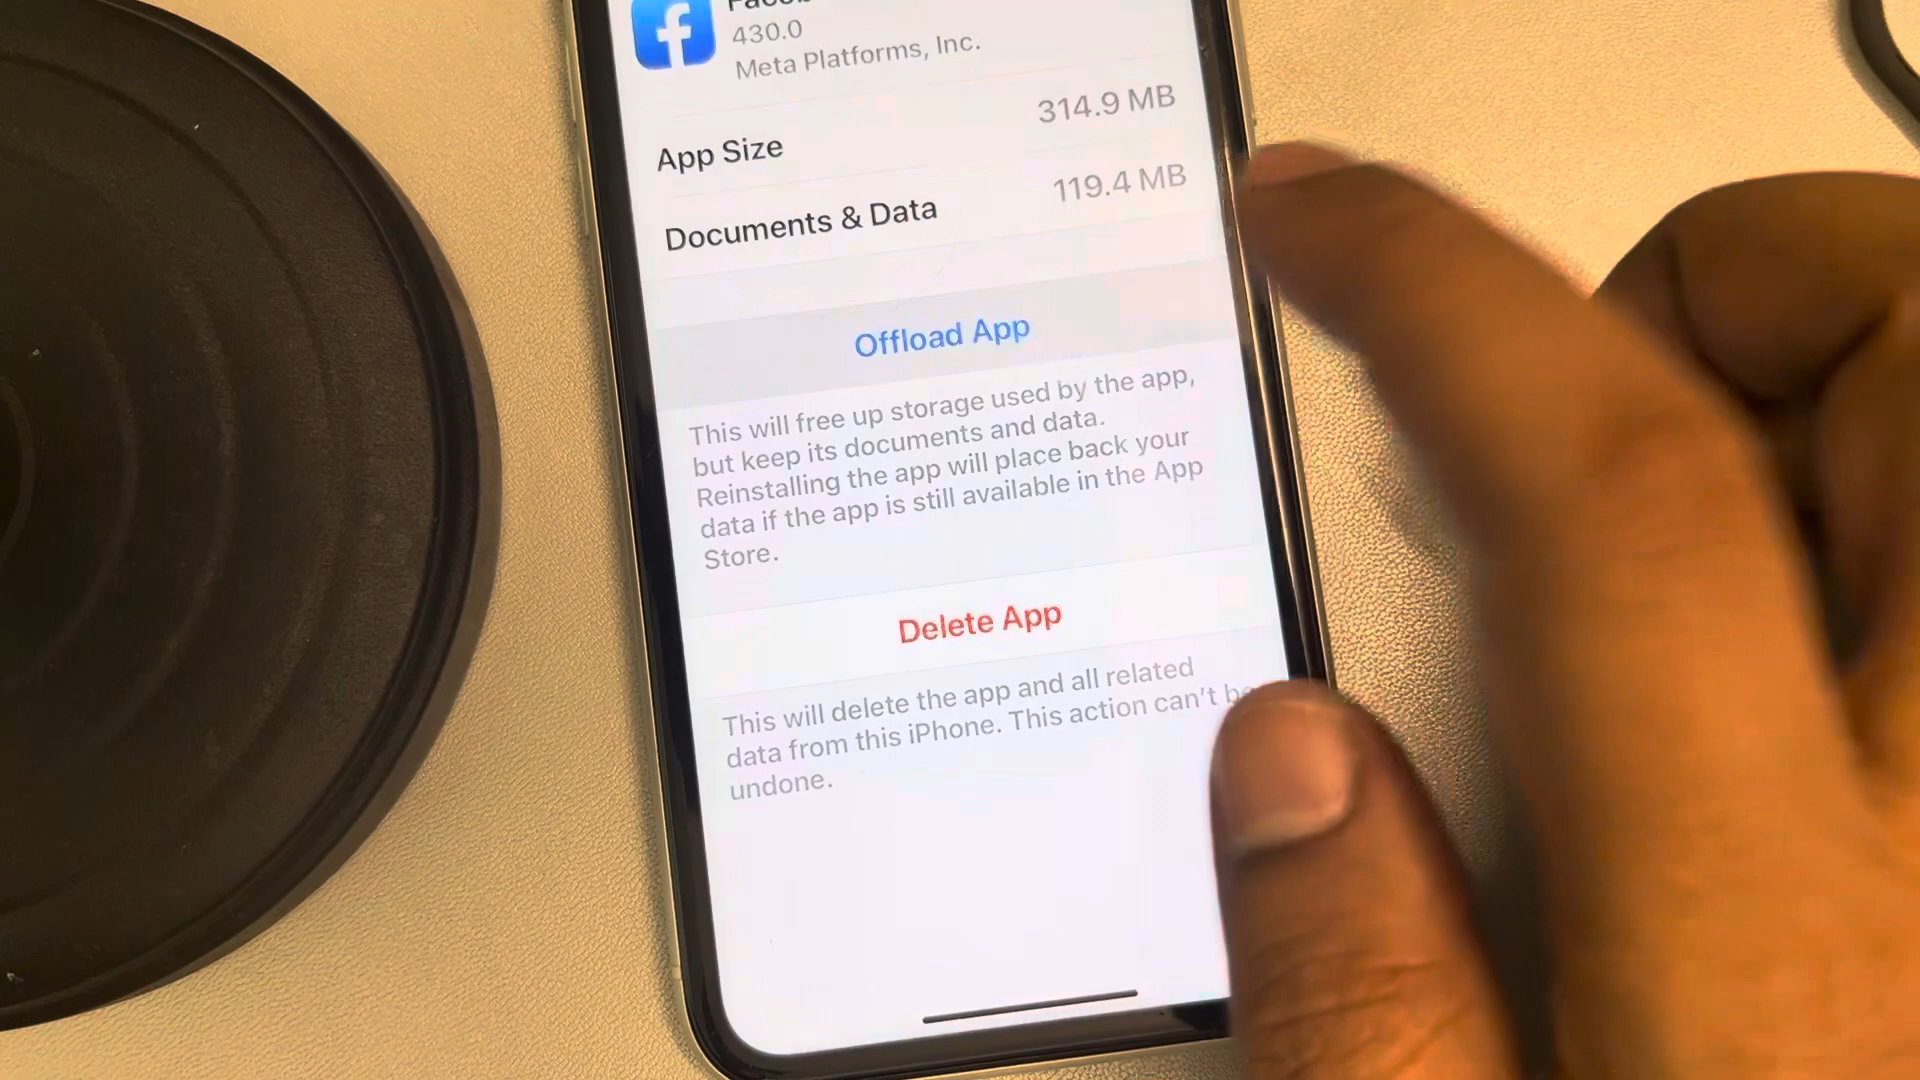 430.0
Meta Platforms, Inc.
App Size 314.9 MB
Documents & Data 119.4 MB
Offload App
This will free up storage used by the app,
but keep its documents and data.
Reinstalling the app will place back your
data if the app is still available in the App
Store.
Delete App
This will delete the app and all related
data from this iPhone. This action can't be
undone.